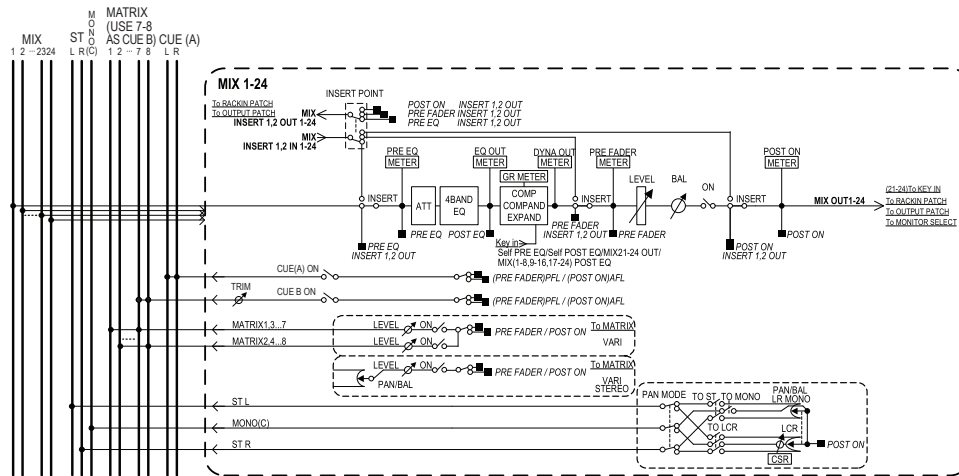 MIX
1 2 ··· 2324
ST
L R
MONO
(C)
MATRIX
(USE 7-8
AS CUE B)
1 2 ··· 7 8
CUE (A)
L R
MIX 1-24
To RACKIN PATCH
To OUTPUT PATCH
MIX
INSERT 1,2 OUT 1-24
MIX
INSERT 1,2 IN 1-24
INSERT POINT
POST ON INSERT 1,2 OUT
PRE FADER INSERT 1,2 OUT
PRE EQ INSERT 1,2 OUT
INSERT
PRE EQ
INSERT 1,2 OUT
PRE EQ
METER
PRE EQ
ATT
4BAND
EQ
EQ OUT
METER
POST EQ
GR METER
COMP
COMPAND
EXPAND
Key in
Self PRE EQ/Self POST EQ/MIX21-24 OUT/
MIX(1-8,9-16,17-24) POST EQ
DYNA OUT
METER
INSERT
PRE FADER
INSERT 1,2 OUT
PRE FADER
METER
PRE FADER
LEVEL
BAL
ON
INSERT
POST ON
INSERT 1,2 OUT
POST ON
METER
POST ON
MIX OUT1-24
(21-24)To KEY IN
To RACKIN PATCH
To OUTPUT PATCH
To MONITOR SELECT
CUE(A) ON
(PRE FADER)PFL / (POST ON)AFL
TRIM
CUE B ON
(PRE FADER)PFL / (POST ON)AFL
MATRIX1,3...7
LEVEL
ON
MATRIX2,4...8
LEVEL
ON
PRE FADER / POST ON
To MATRIX
VARI
LEVEL
ON
PAN/BAL
PRE FADER / POST ON
To MATRIX
VARI
STEREO
ST L
MONO(C)
ST R
PAN MODE
TO ST
TO MONO
PAN/BAL
LR MONO
TO LCR
LCR
CSR
POST ON